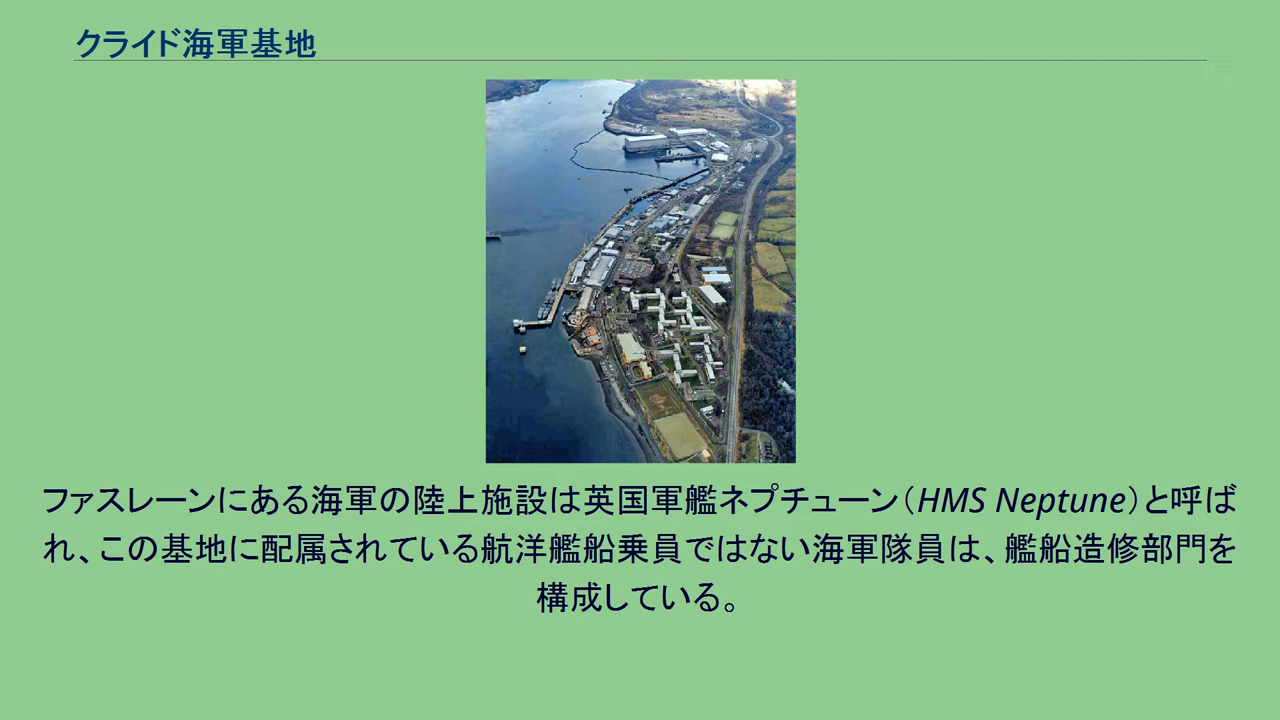 クライド海軍基地
ファスレーンにある海軍の陸上施設は英国軍艦ネプチューン（HMS Neptune）と呼ば
れ、この基地に配属されている航洋艦船乗員ではない海軍隊員は、艦船造修部門を
構成している。